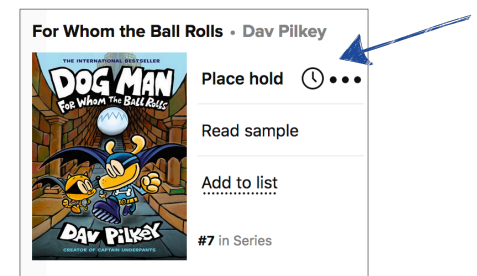 For Whom the Ball Rolls • Dav Pilkey
THE INTERNATIONAL BESTSELLER
DOG MAN
FOR WHOM THE BALL ROLLS
DAV PILKEY
CREATOR OF CAPTAIN UNDERPANTS
Place hold
Read sample
Add to list
#7 in Series